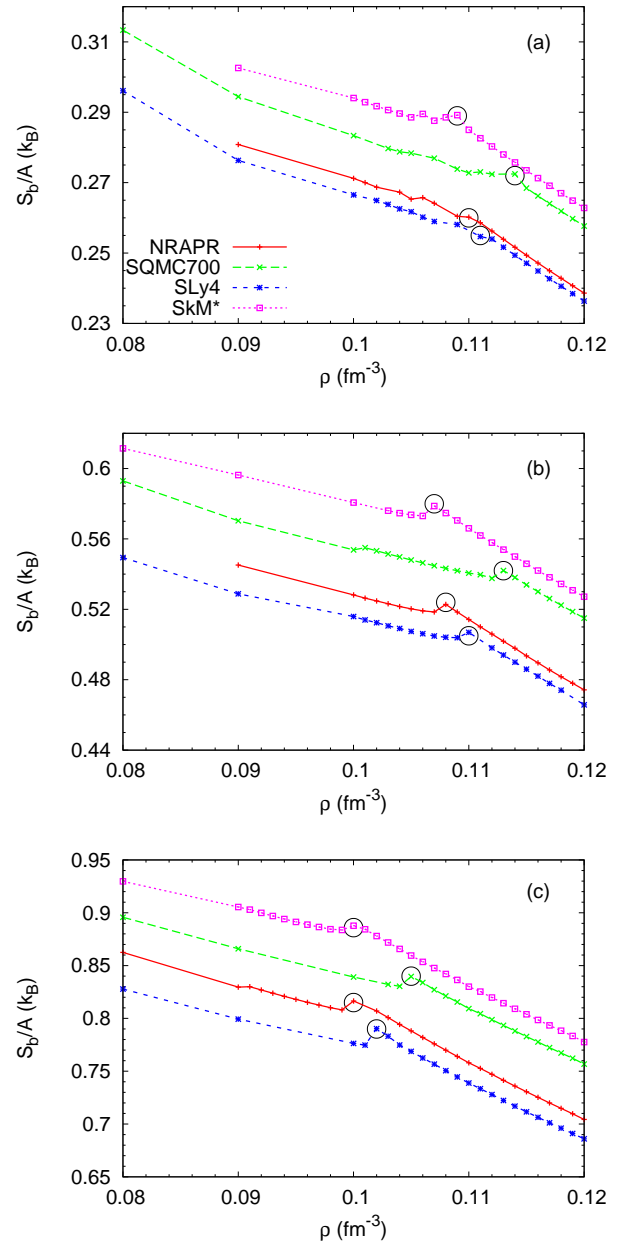 0.31
(a)
0.29
S_b/A (k_B)
0.27
NRAPR
SQMC700
0.25
SLy4
SkM*
0.23
0.08 0.09 0.1 0.11 0.12
ρ (fm⁻³)
(b)
0.6
0.56
S_b/A (k_B)
0.52
0.48
0.44
0.08 0.09 0.1 0.11 0.12
ρ (fm⁻³)
0.95
(c)
0.9
0.85
S_b/A (k_B)
0.8
0.75
0.7
0.65
0.08 0.09 0.1 0.11 0.12
ρ (fm⁻³)